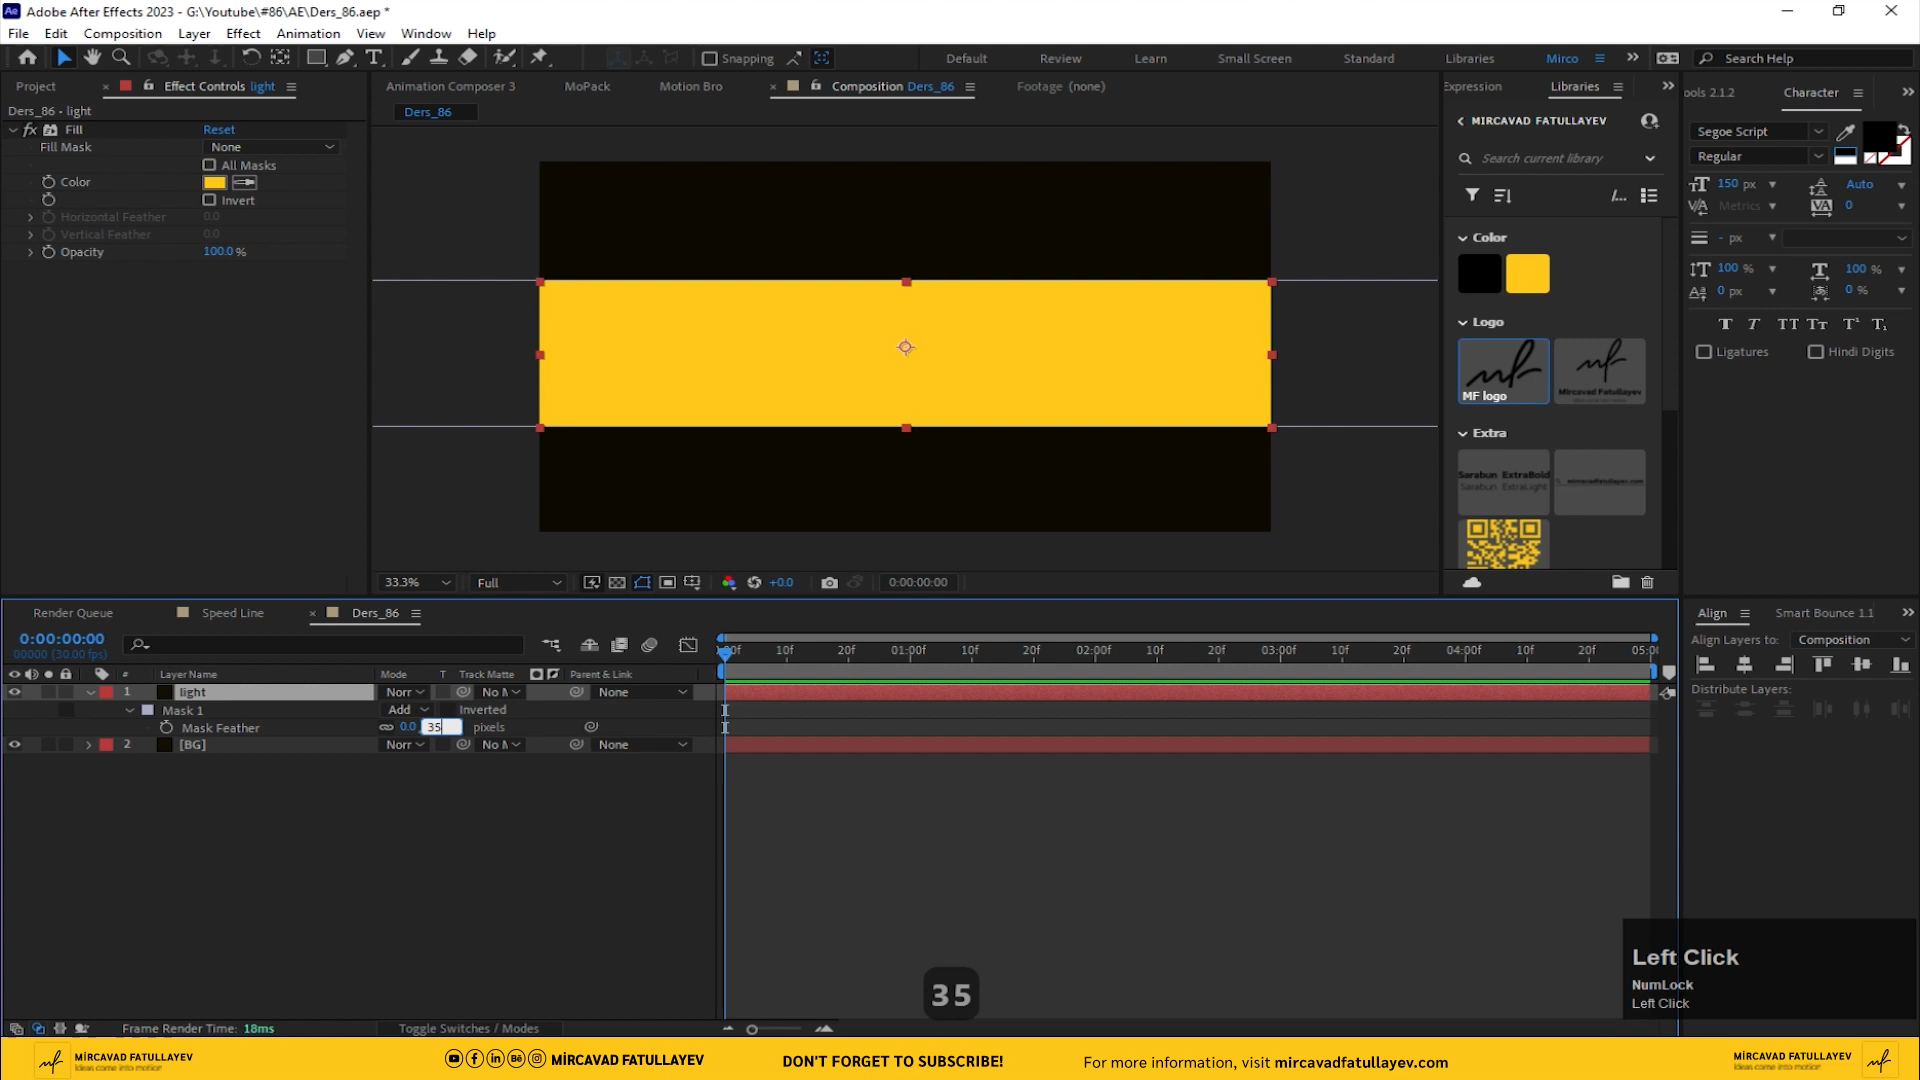 Adobe After Effects 2023 - G:\Youtube\#86\AE\Ders_86.aep *
File Edit Composition Layer Effect Animation View Window Help
Snapping Default Review Learn Small Screen Standard Libraries Mirco Search Help
Project Effect Controls light
Ders_86 - light
fx Fill Reset
Fill Mask None
All Masks
Color
Invert
Horizontal Feather 0.0
Vertical Feather 0.0
Opacity 100.0 %
Animation Composer 3 MoPack Motion Bro Composition Ders_86 Footage (none)
Ders_86
33.3% Full +0.0 0:00:00:00
Expression Libraries
MIRCAVAD FATULLAYEV
Search current library
Color
Logo
MF logo
Mircavad Fatullayev
Extra
Sarabun ExtraBold
Sarabun ExtraLight
mircavadfatullayev.com
ools 2.1.2 Character
Segoe Script
Regular
150 px Auto
Metrics 0
- px
100 % 100 %
0 px 0 %
Ligatures Hindi Digits
Render Queue Speed Line Ders_86
0:00:00:00
00000 (30.00 fps)
# Layer Name Mode T Track Matte Parent & Link
1 light Norr No M None
Mask 1 Add Inverted
Mask Feather 0.0 35 pixels
2 [BG] Norr No M None
:00f 10f 20f 01:00f 10f 20f 02:00f 10f 20f 03:00f 10f 20f 04:00f 10f 20f 05:00
Frame Render Time: 18ms Toggle Switches / Modes
Align Smart Bounce 1.1
Align Layers to: Composition
Distribute Layers:
35
Left Click
NumLock
Left Click
MİRCAVAD FATULLAYEV
Ideas come into motion
MİRCAVAD FATULLAYEV
DON'T FORGET TO SUBSCRIBE!
For more information, visit mircavadfatullayev.com
MİRCAVAD FATULLAYEV
Ideas come into motion